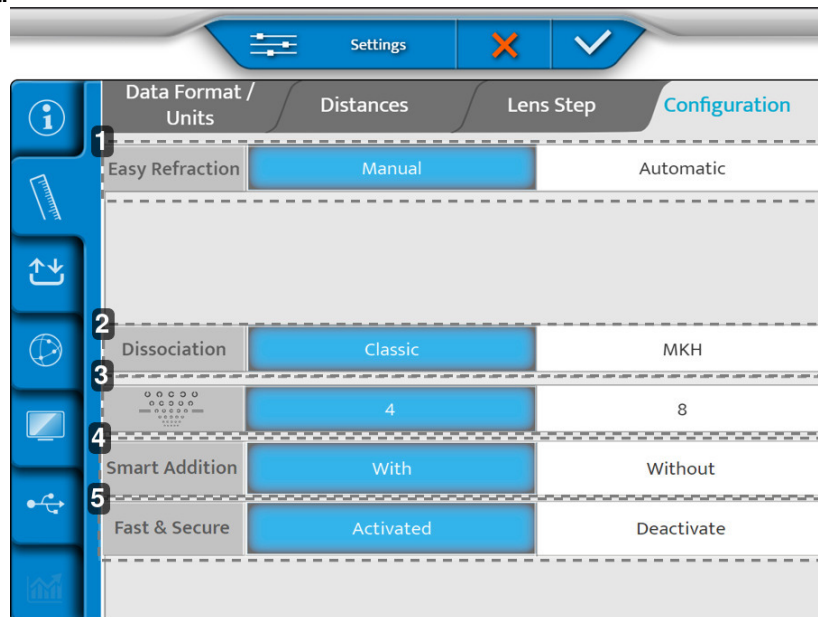 Settings
Data Format /
Units
Distances
Lens Step
Configuration
1
Easy Refraction Manual Automatic
2
Dissociation Classic MKH
3
4 8
4
Smart Addition With Without
5
Fast & Secure Activated Deactivate